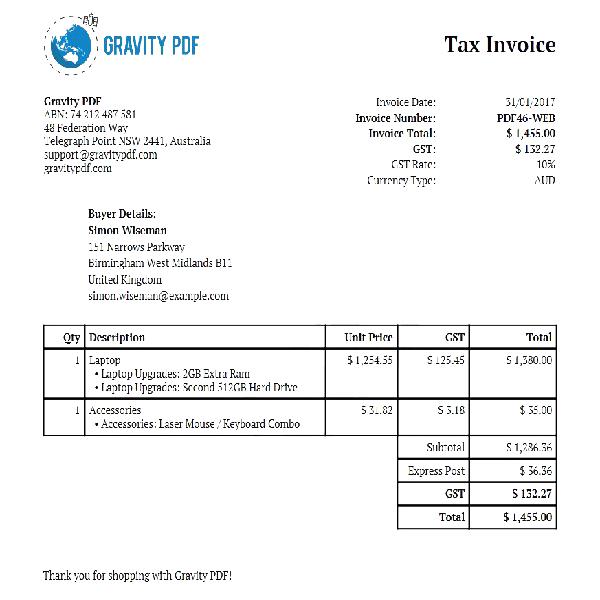 GRAVITY PDF
Tax Invoice
Gravity PDF
ABN: 74 212 487 581
48 Federation Way
Telegraph Point NSW 2441, Australia
support@gravitypdf.com
gravitypdf.com
Invoice Date: 31/01/2017
Invoice Number: PDF46-WEB
Invoice Total: $ 1,455.00
GST: $ 132.27
GST Rate: 10%
Currency Type: AUD
Buyer Details:
Simon Wiseman
151 Narrows Parkway
Birmingham West Midlands B11
United Kingdom
simon.wiseman@example.com
Qty Description Unit Price GST Total
1 Laptop $ 1,254.55 $ 125.45 $ 1,380.00
• Laptop Upgrades: 2GB Extra Ram
• Laptop Upgrades: Second 512GB Hard Drive
1 Accessories $ 31.82 $ 3.18 $ 35.00
• Accessories: Laser Mouse / Keyboard Combo
Subtotal $ 1,286.36
Express Post $ 36.36
GST $ 132.27
Total $ 1,455.00
Thank you for shopping with Gravity PDF!